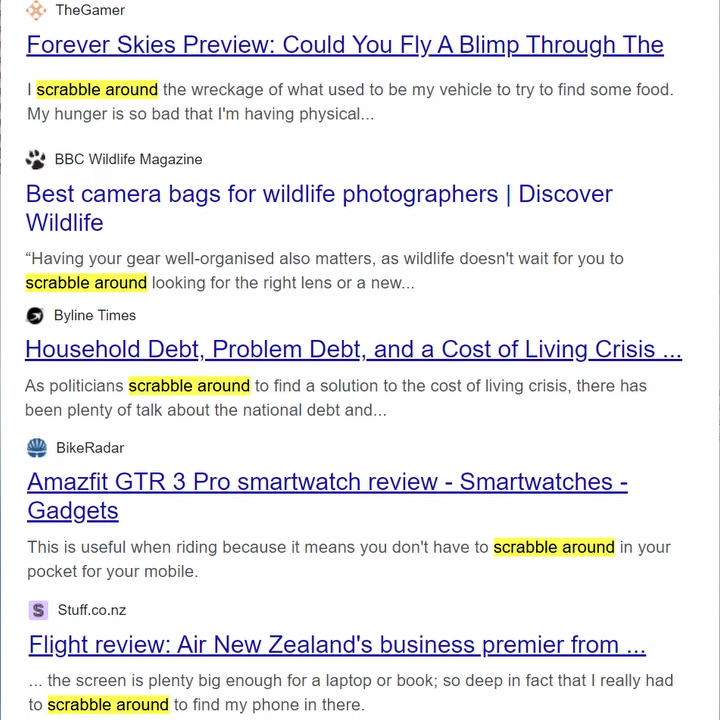 TheGamer
Forever Skies Preview: Could You Fly A Blimp Through The
I scrabble around the wreckage of what used to be my vehicle to try to find some food.
My hunger is so bad that I'm having physical...
BBC Wildlife Magazine
Best camera bags for wildlife photographers | Discover
Wildlife
“Having your gear well-organised also matters, as wildlife doesn't wait for you to
scrabble around looking for the right lens or a new...
Byline Times
Household Debt, Problem Debt, and a Cost of Living Crisis ...
As politicians scrabble around to find a solution to the cost of living crisis, there has
been plenty of talk about the national debt and...
BikeRadar
Amazfit GTR 3 Pro smartwatch review - Smartwatches -
Gadgets
This is useful when riding because it means you don't have to scrabble around in your
pocket for your mobile.
S Stuff.co.nz
Flight review: Air New Zealand's business premier from ...
... the screen is plenty big enough for a laptop or book; so deep in fact that I really had
to scrabble around to find my phone in there.